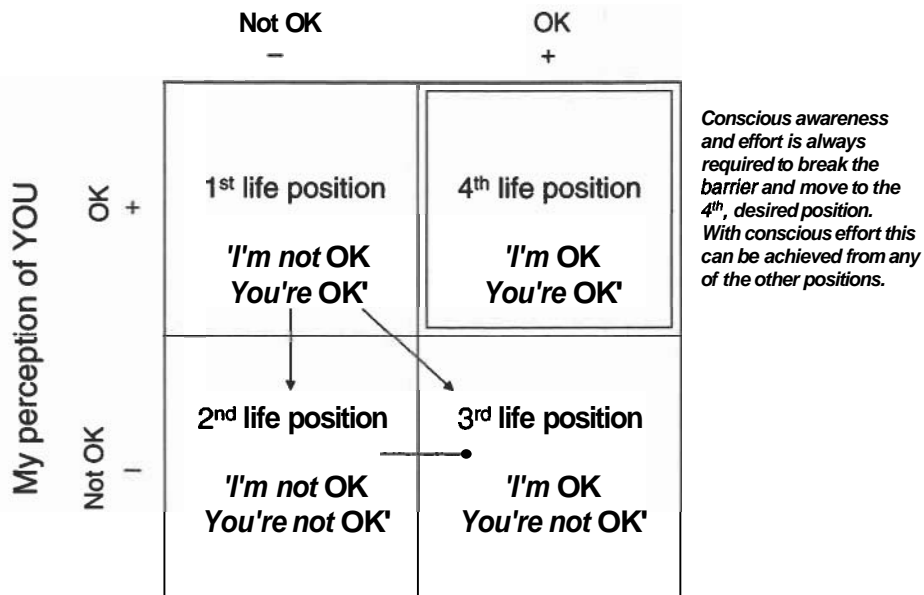 Not OK
OK
–
+
My perception of YOU
OK
+
Not OK
–
1st life position
'I'm not OK
You're OK'
4th life position
'I'm OK
You're OK'
Conscious awareness
and effort is always
required to break the
barrier and move to the
4th, desired position.
With conscious effort this
can be achieved from any
of the other positions.
2nd life position
'I'm not OK
You're not OK'
3rd life position
'I'm OK
You're not OK'